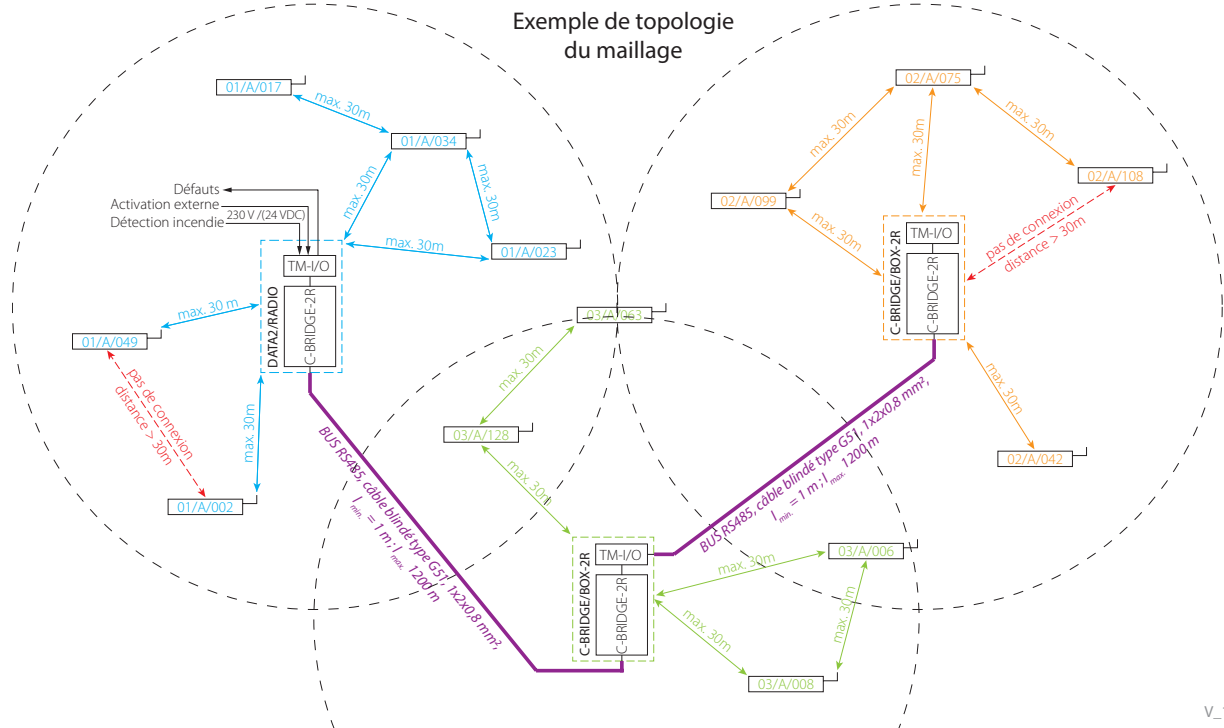 Exemple de topologie
du maillage
01/A/017
max. 30m
01/A/034
max. 30m
max. 30m
Défauts
Activation externe
Détection incendie
230 V /(24 VDC)
max. 30m
01/A/023
TM-I/O
C-BRIDGE-2R
DATA2/RADIO
max. 30 m
01/A/049
pas de connexion
distance > 30m
max. 30m
01/A/002
02/A/075
max. 30m
max. 30m
max. 30m
02/A/099
02/A/108
max. 30m
pas de connexion
distance > 30m
TM-I/O
C-BRIDGE-2R
C-BRIDGE/BOX-2R
max. 30m
02/A/042
03/A/063
max. 30m
03/A/128
max. 30m
BUS RS485, câble blindé type G51, 1x2x0,8 mm²,
l min. = 1 m ; l max. 1200 m
BUS RS485, câble blindé type G51, 1x2x0,8 mm²,
l min. = 1 m ; l max. 1200 m
TM-I/O
C-BRIDGE-2R
C-BRIDGE/BOX-2R
max. 30m
03/A/006
max. 30m
max. 30m
03/A/008